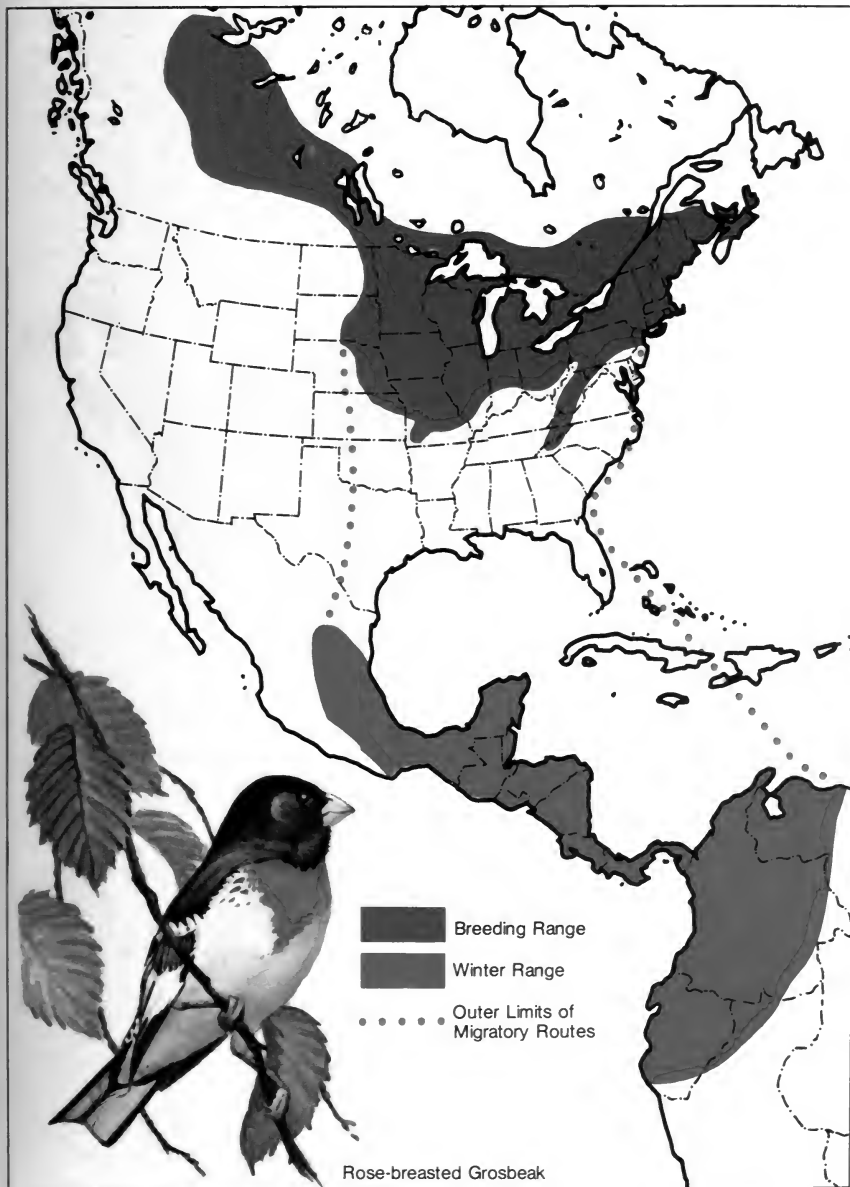 Breeding Range
Winter Range
Outer Limits of
Migratory Routes
Rose-breasted Grosbeak